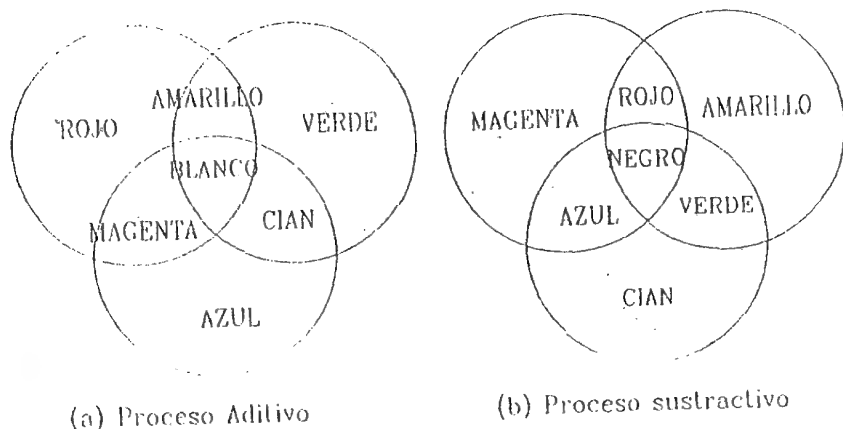 AMARILLO
ROJO
VERDE
BLANCO
MAGENTA
CIAN
AZUL
(a) Proceso Aditivo
ROJO
MAGENTA
AMARILLO
NEGRO
AZUL
VERDE
CIAN
(b) Proceso sustractivo